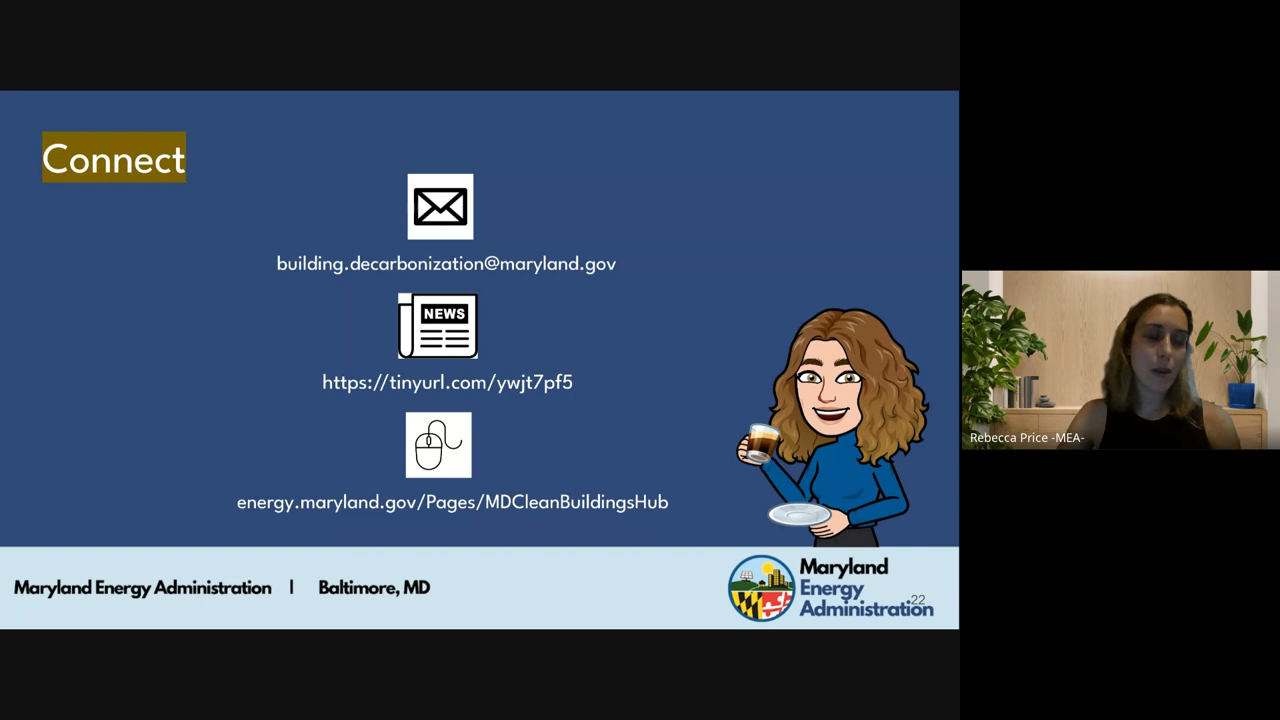 Connect
building.decarbonization@maryland.gov
NEWS
https://tinyurl.com/ywjt7pf5
energy.maryland.gov/Pages/MDCleanBuildingsHub
Maryland Energy Administration | Baltimore, MD
Maryland
Energy
Administration
22
Rebecca Price -MEA-